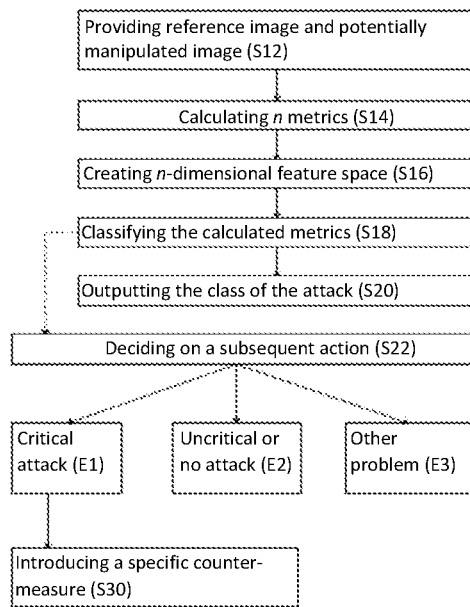 Providing reference image and potentially
manipulated image (S12)
Calculating n metrics (S14)
Creating n-dimensional feature space (S16)
Classifying the calculated metrics (S18)
Outputting the class of the attack (S20)
Deciding on a subsequent action (S22)
Critical
attack (E1)
Uncritical or
no attack (E2)
Other
problem (E3)
Introducing a specific counter-
measure (S30)